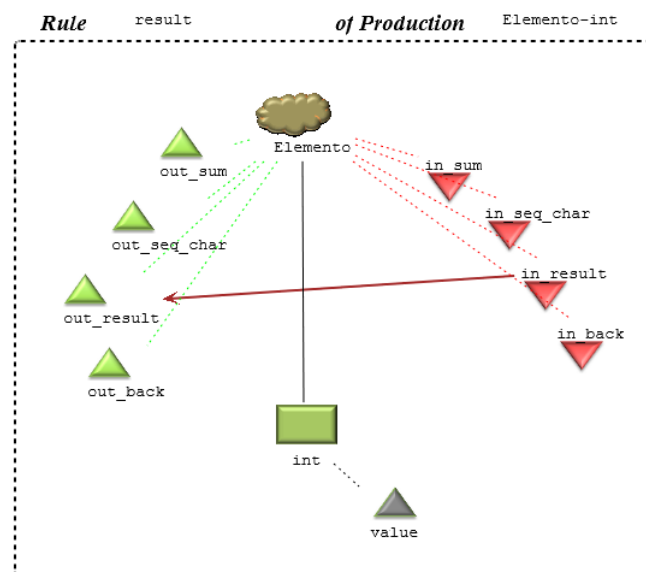 Rule result of Production Elemento-int
Elemento
out_sum
in_sum
out_seq_char
in_seq_char
out_result
in_result
out_back
in_back
int
value